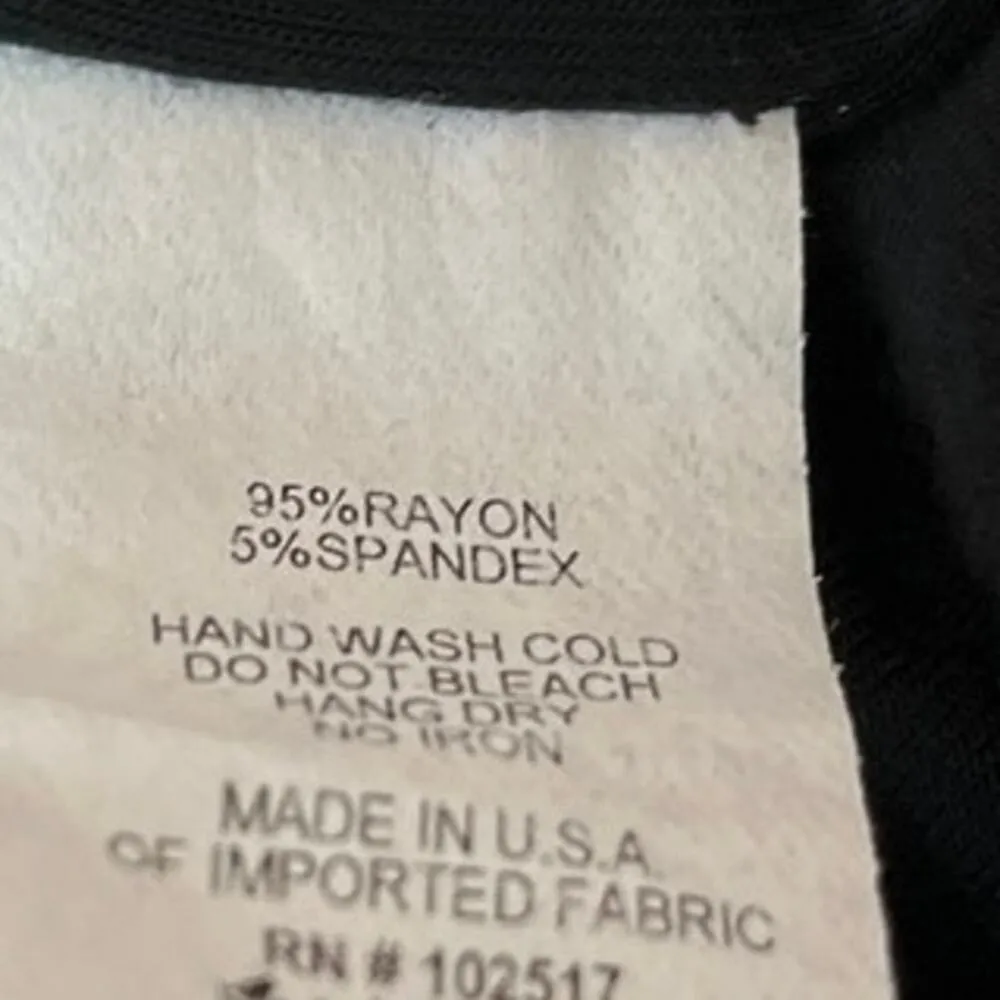 95%RAYON
5%SPANDEX
HAND WASH COLD
DO NOT BLEACH
HANG DRY
NO IRON
MADE IN U.S.A
OF IMPORTED FABRIC
RN # 102517